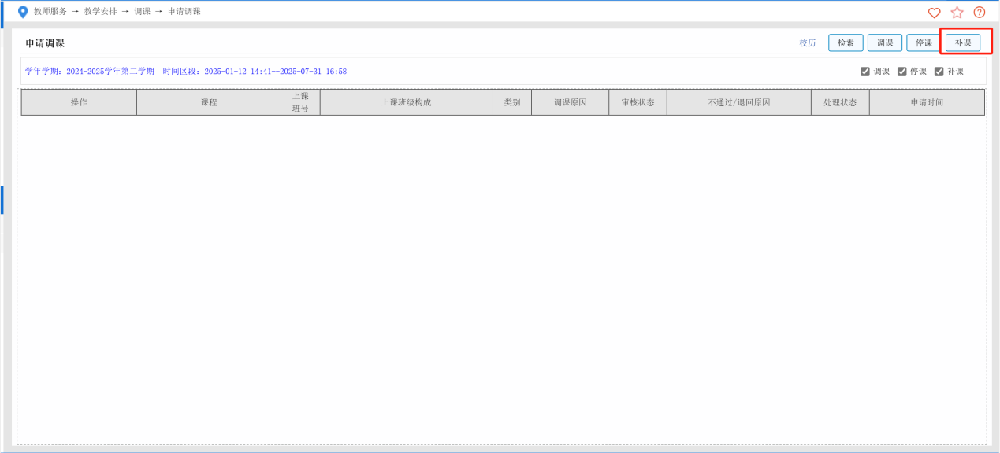 教师服务 → 教学安排 → 调课 → 申请调课
申请调课
校历 检索 调课 停课 补课
学年学期：2024-2025学年第二学期 时间区段：2025-01-12 14:41--2025-07-31 16:58
调课 停课 补课
操作 课程 上课班号 上课班级构成 类别 调课原因 审核状态 不通过/退回原因 处理状态 申请时间